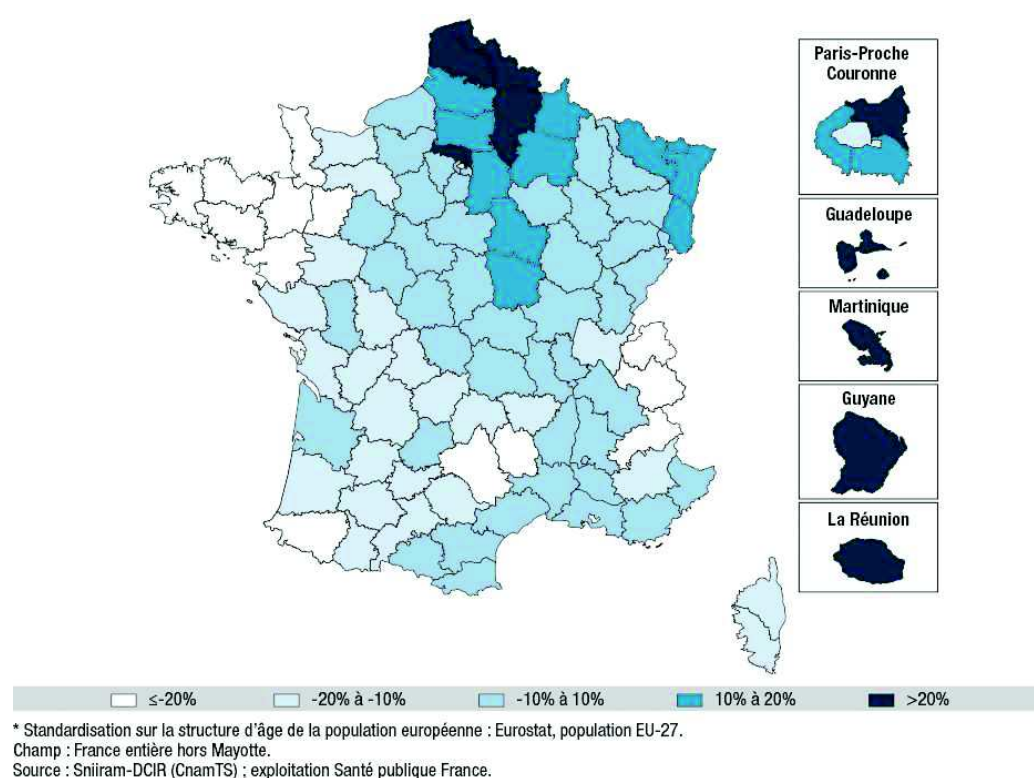 Paris-Proche
Couronne
Guadeloupe
Martinique
Guyane
La Réunion
≤-20%
-20% à -10%
-10% à 10%
10% à 20%
>20%
* Standardisation sur la structure d'âge de la population européenne : Eurostat, population EU-27.
Champ : France entière hors Mayotte.
Source : Sniiram-DCIR (CnamTS) ; exploitation Santé publique France.